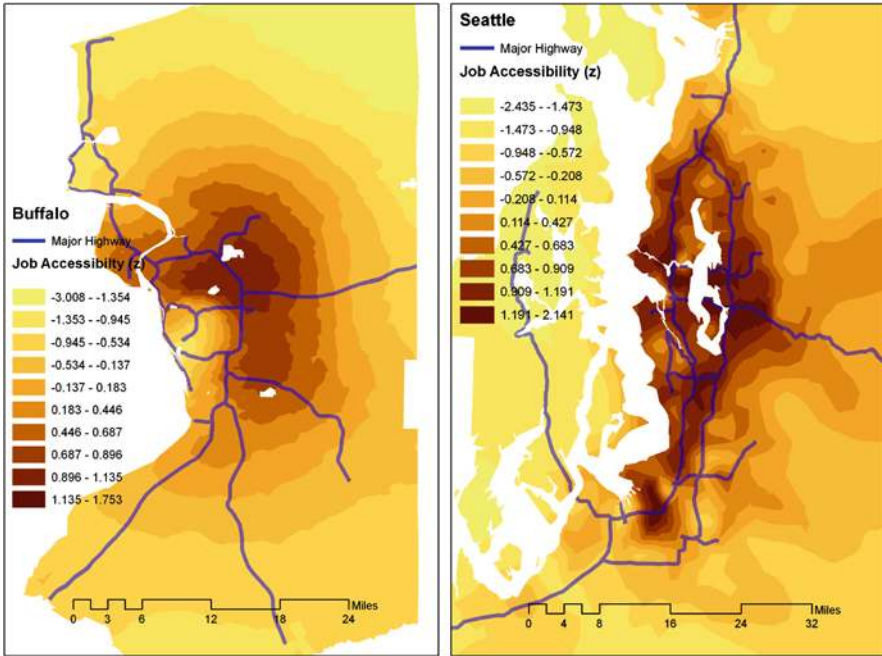 Buffalo
Major Highway
Job Accessibilty (z)
-3.008 - -1.354
-1.353 - -0.945
-0.945 - -0.534
-0.534 - -0.137
-0.137 - 0.183
0.183 - 0.446
0.446 - 0.687
0.687 - 0.896
0.896 - 1.135
1.135 - 1.753
0 3 6 12 18 24 Miles
Seattle
Major Highway
Job Accessibility (z)
-2.435 - -1.473
-1.473 - -0.948
-0.948 - -0.572
-0.572 - -0.208
-0.208 - 0.114
0.114 - 0.427
0.427 - 0.683
0.683 - 0.909
0.909 - 1.191
1.191 - 2.141
0 4 8 16 24 32 Miles